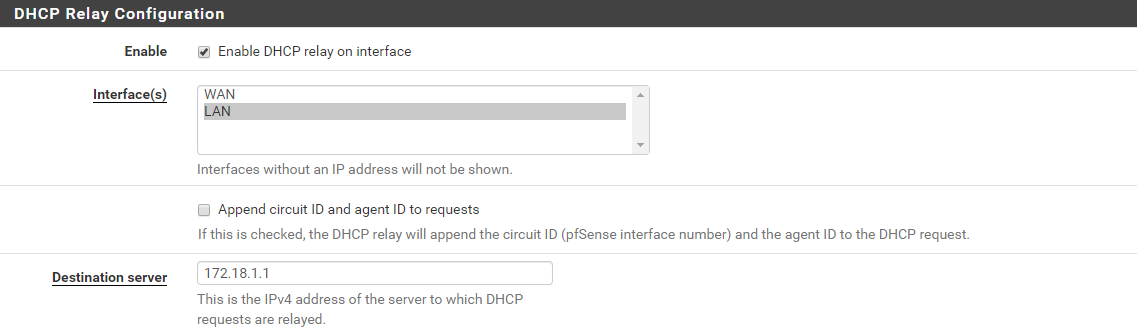 DHCP Relay Configuration
Enable Enable DHCP relay on interface
Interface(s) WAN
LAN
Interfaces without an IP address will not be shown.
Append circuit ID and agent ID to requests
If this is checked, the DHCP relay will append the circuit ID (pfSense interface number) and the agent ID to the DHCP request.
Destination server 172.18.1.1
This is the IPv4 address of the server to which DHCP
requests are relayed.